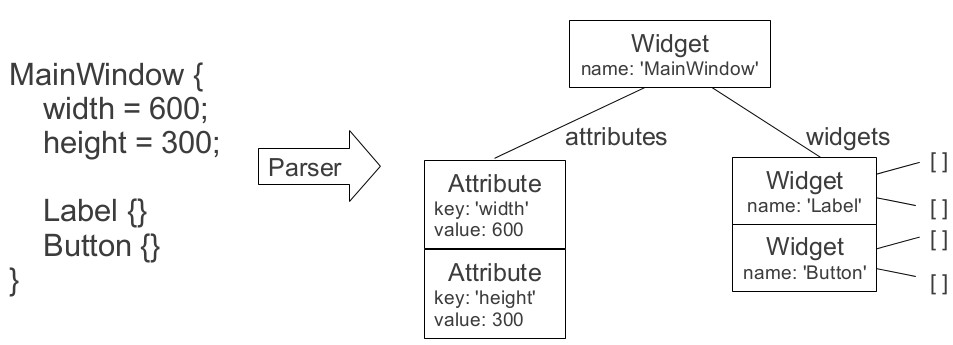 MainWindow {
width = 600;
height = 300;
Label {}
Button {}
}
Parser
Widget
name: 'MainWindow'
attributes
widgets
Attribute
key: 'width'
value: 600
Attribute
key: 'height'
value: 300
Widget
name: 'Label'
Widget
name: 'Button'
[ ]
[ ]
[ ]
[ ]